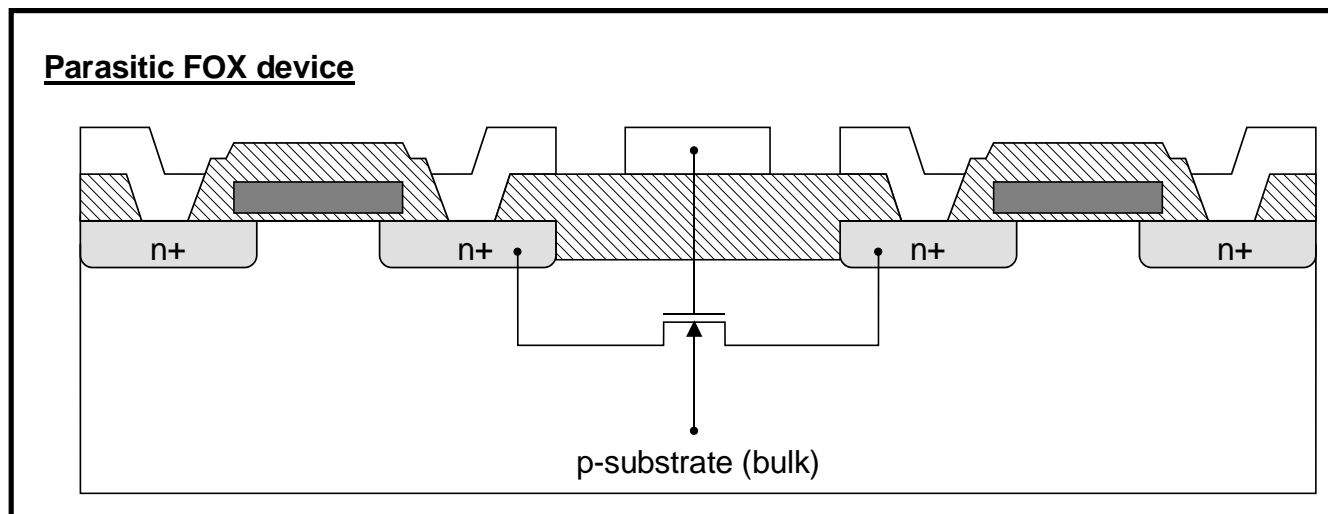 Parasitic FOX device
n+ n+ n+ n+
p-substrate (bulk)